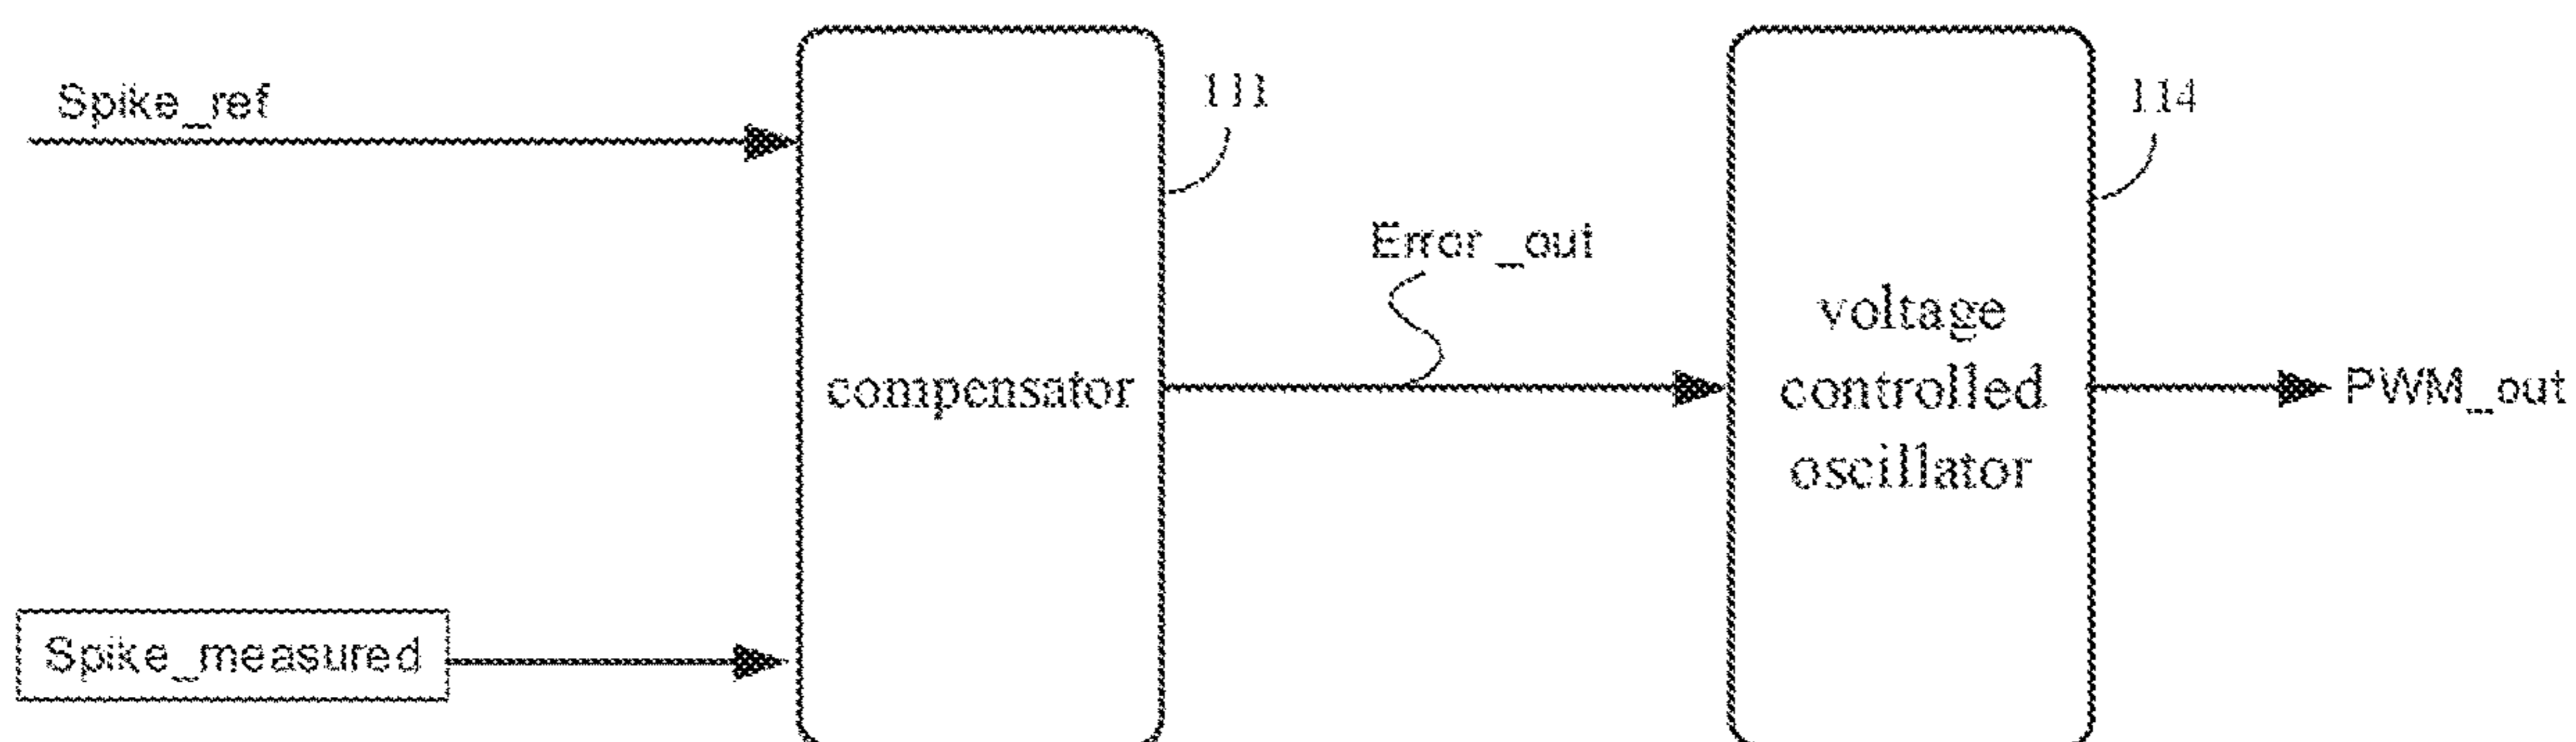 Spike_ref
111
114
Error_out
voltage
controlled
oscillator
compensator
PWM_out
Spike_measured